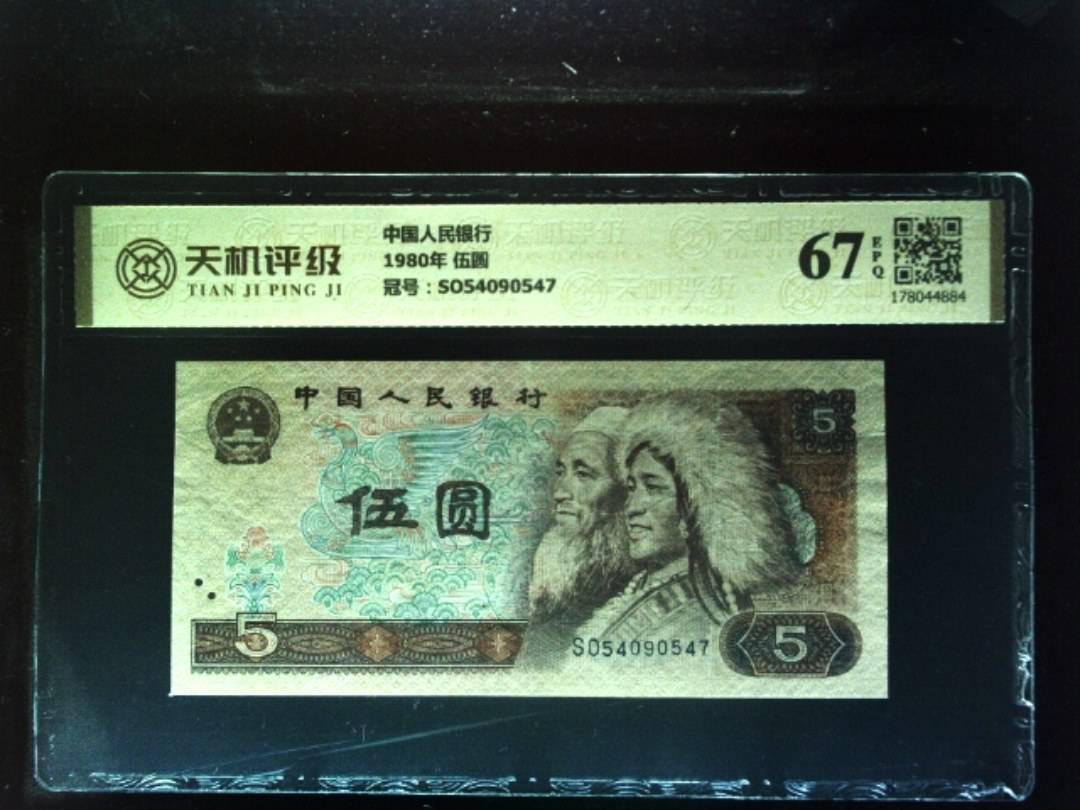 天机评级
TIAN JI PING JI
中国人民银行
1980年 伍圆
冠号：SO54090547
67
EPQ
178044884
中国人民银行
5
伍圆
5
SO54090547
5